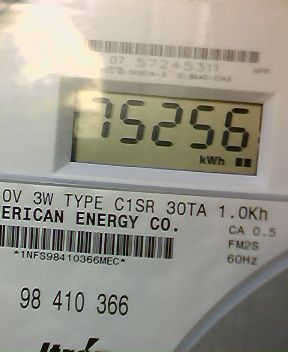 07 57245311
75256
kWh
0V 3W TYPE C1SR 30TA 1.0Kh
ERICAN ENERGY CO.
CA 0.5
FM2S
60Hz
*1NFS98410366MEC*
98 410 366
Itron